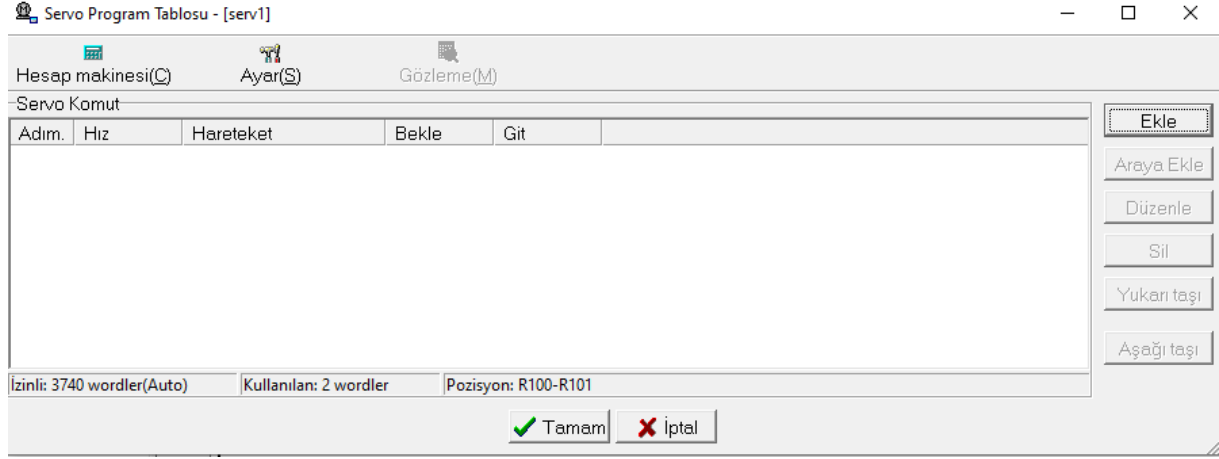 Servo Program Tablosu - [serv1]
Hesap makinesi(C) Ayar(S) Gözleme(M)
Servo Komut
Adım. Hız Hareteket Bekle Git
Ekle
Araya Ekle
Düzenle
Sil
Yukarı taşı
Aşağı taşı
İzinli: 3740 wordler(Auto) Kullanılan: 2 wordler Pozisyon: R100-R101
Tamam İptal